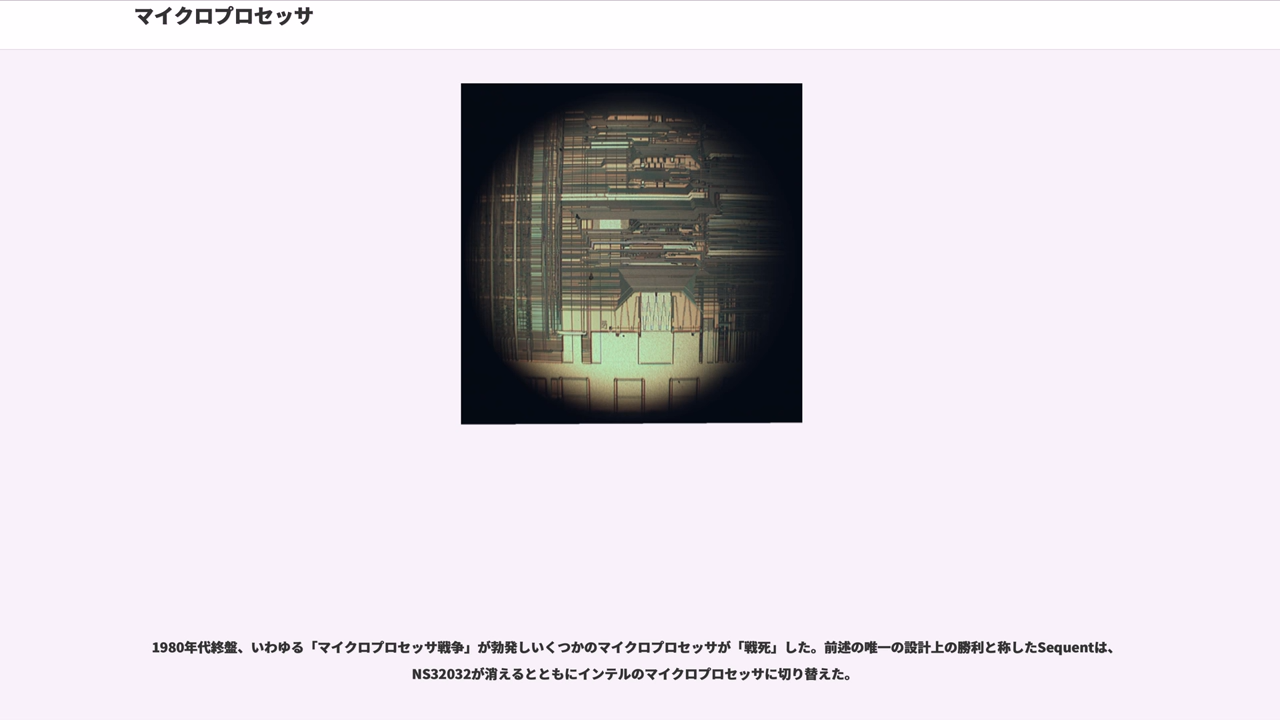 マイクロプロセッサ
1980年代終盤、いわゆる「マイクロプロセッサ戦争」が勃発しいくつかのマイクロプロセッサが「戦死」した。前述の唯一の設計上の勝利と称したSequentは、
NS32032が消えるとともにインテルのマイクロプロセッサに切り替えた。